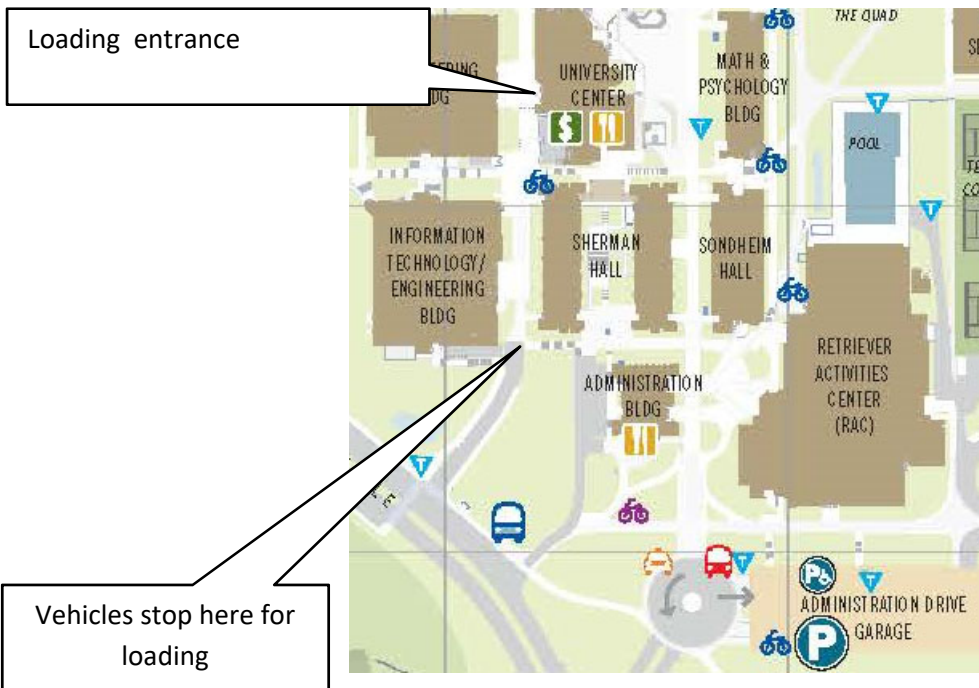 Loading entrance
THE QUAD
UNIVERSITY
CENTER
MATH &
PSYCHOLOGY
BLDG
POOL
INFORMATION
TECHNOLOGY/
ENGINEERING
BLDG
SHERMAN
HALL
SONDHEIM
HALL
RETRIEVER
ACTIVITIES
CENTER
(RAC)
ADMINISTRATION
BLDG
Vehicles stop here for
loading
ADMINISTRATION DRIVE
GARAGE
P